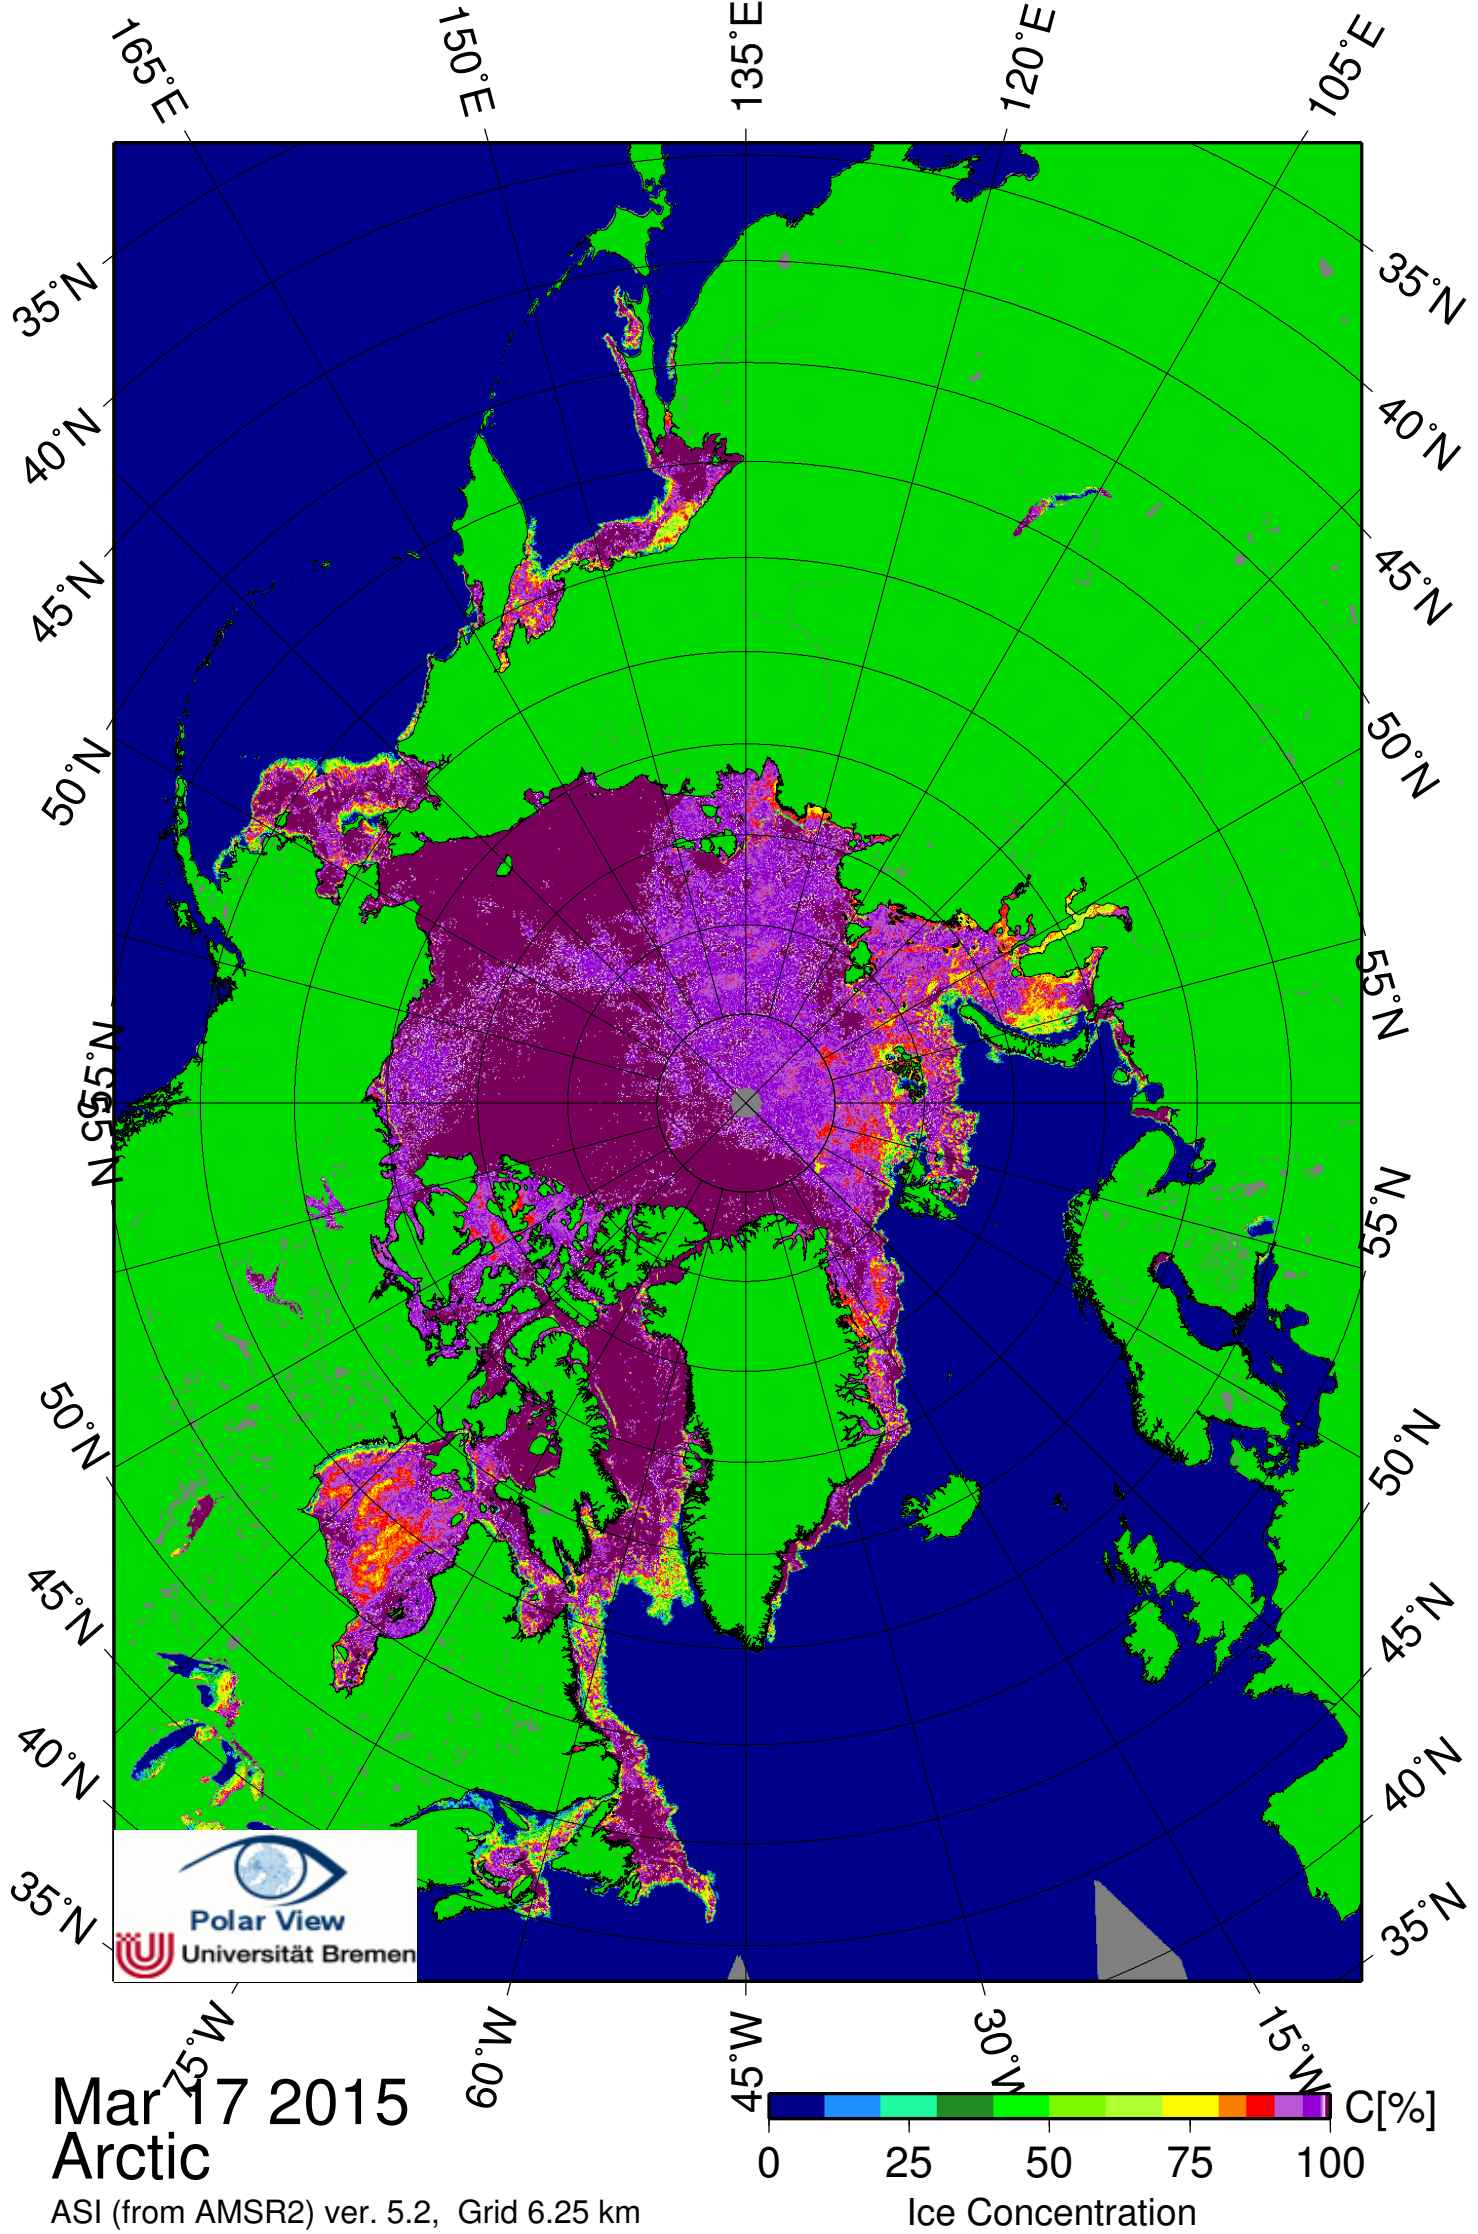 165°E 150°E 135°E 120°E 105°E
35°N 35°N
40°N 40°N
45°N 45°N
50°N 50°N
55°N 55°N
55°N 55°N
50°N 50°N
45°N 45°N
40°N 40°N
35°N 35°N
Polar View
Universität Bremen
75°W 60°W 45°W 30°W 15°W
Mar 17 2015
Arctic
ASI (from AMSR2) ver. 5.2, Grid 6.25 km
C[%]
0 25 50 75 100
Ice Concentration